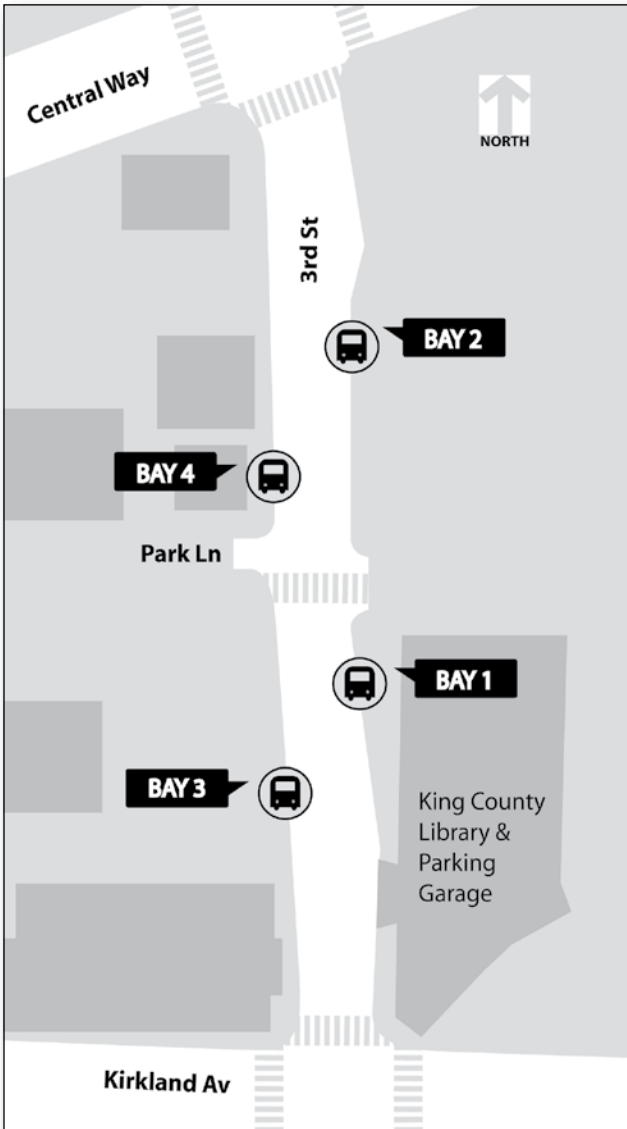 Central Way
NORTH
3rd St
BAY 2
BAY 4
Park Ln
BAY 1
BAY 3
King County
Library &
Parking
Garage
Kirkland Av